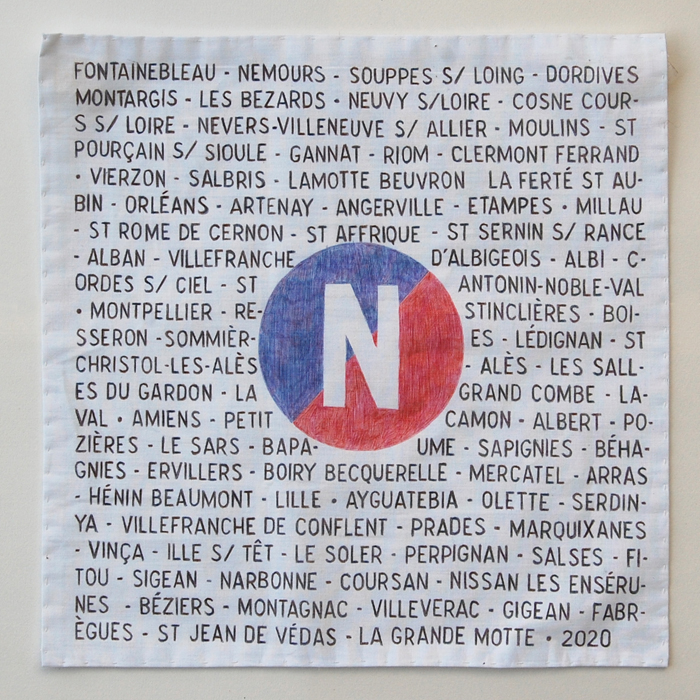 FONTAINEBLEAU - NEMOURS - SOUPPES S/ LOING - DORDIVES
MONTARGIS - LES BEZARDS • NEUVY S/LOIRE - COSNE COUR-
S S/ LOIRE - NEVERS-VILLENEUVE S/ ALLIER - MOULINS - ST
POURÇAIN S/ SIOULE - GANNAT - RIOM - CLERMONT FERRAND
• VIERZON - SALBRIS - LAMOTTE BEUVRON LA FERTÉ ST AU-
BIN - ORLÉANS - ARTENAY - ANGERVILLE - ETAMPES • MILLAU
- ST ROME DE CERNON - ST AFFRIQUE - ST SERNIN S/ RANCE
- ALBAN - VILLEFRANCHE D'ALBIGEOIS - ALBI - C-
ORDES S/ CIEL - ST ANTONIN-NOBLE-VAL
• MONTPELLIER - RE- STINCLIÈRES - BOI-
SSERON - SOMMIÈR- ES - LÉDIGNAN - ST
CHRISTOL-LES-ALÈS - ALÈS - LES SALL-
ES DU GARDON - LA GRAND COMBE - LA-
VAL • AMIENS - PETIT CAMON - ALBERT - PO-
ZIÈRES - LE SARS - BAPA- UME - SAPIGNIES - BÉHA-
GNIES - ERVILLERS - BOIRY BECQUERELLE - MERCATEL - ARRAS
- HÉNIN BEAUMONT - LILLE • AYGUATEBIA - OLETTE - SERDIN-
YA - VILLEFRANCHE DE CONFLENT - PRADES - MARQUIXANES
- VINÇA - ILLE S/ TÊT - LE SOLER - PERPIGNAN - SALSES - FI-
TOU - SIGEAN - NARBONNE - COURSAN - NISSAN LES ENSÉRU-
NES - BÉZIERS - MONTAGNAC - VILLEVERAC - GIGEAN - FABR-
ÈGUES - ST JEAN DE VÉDAS - LA GRANDE MOTTE • 2020
N